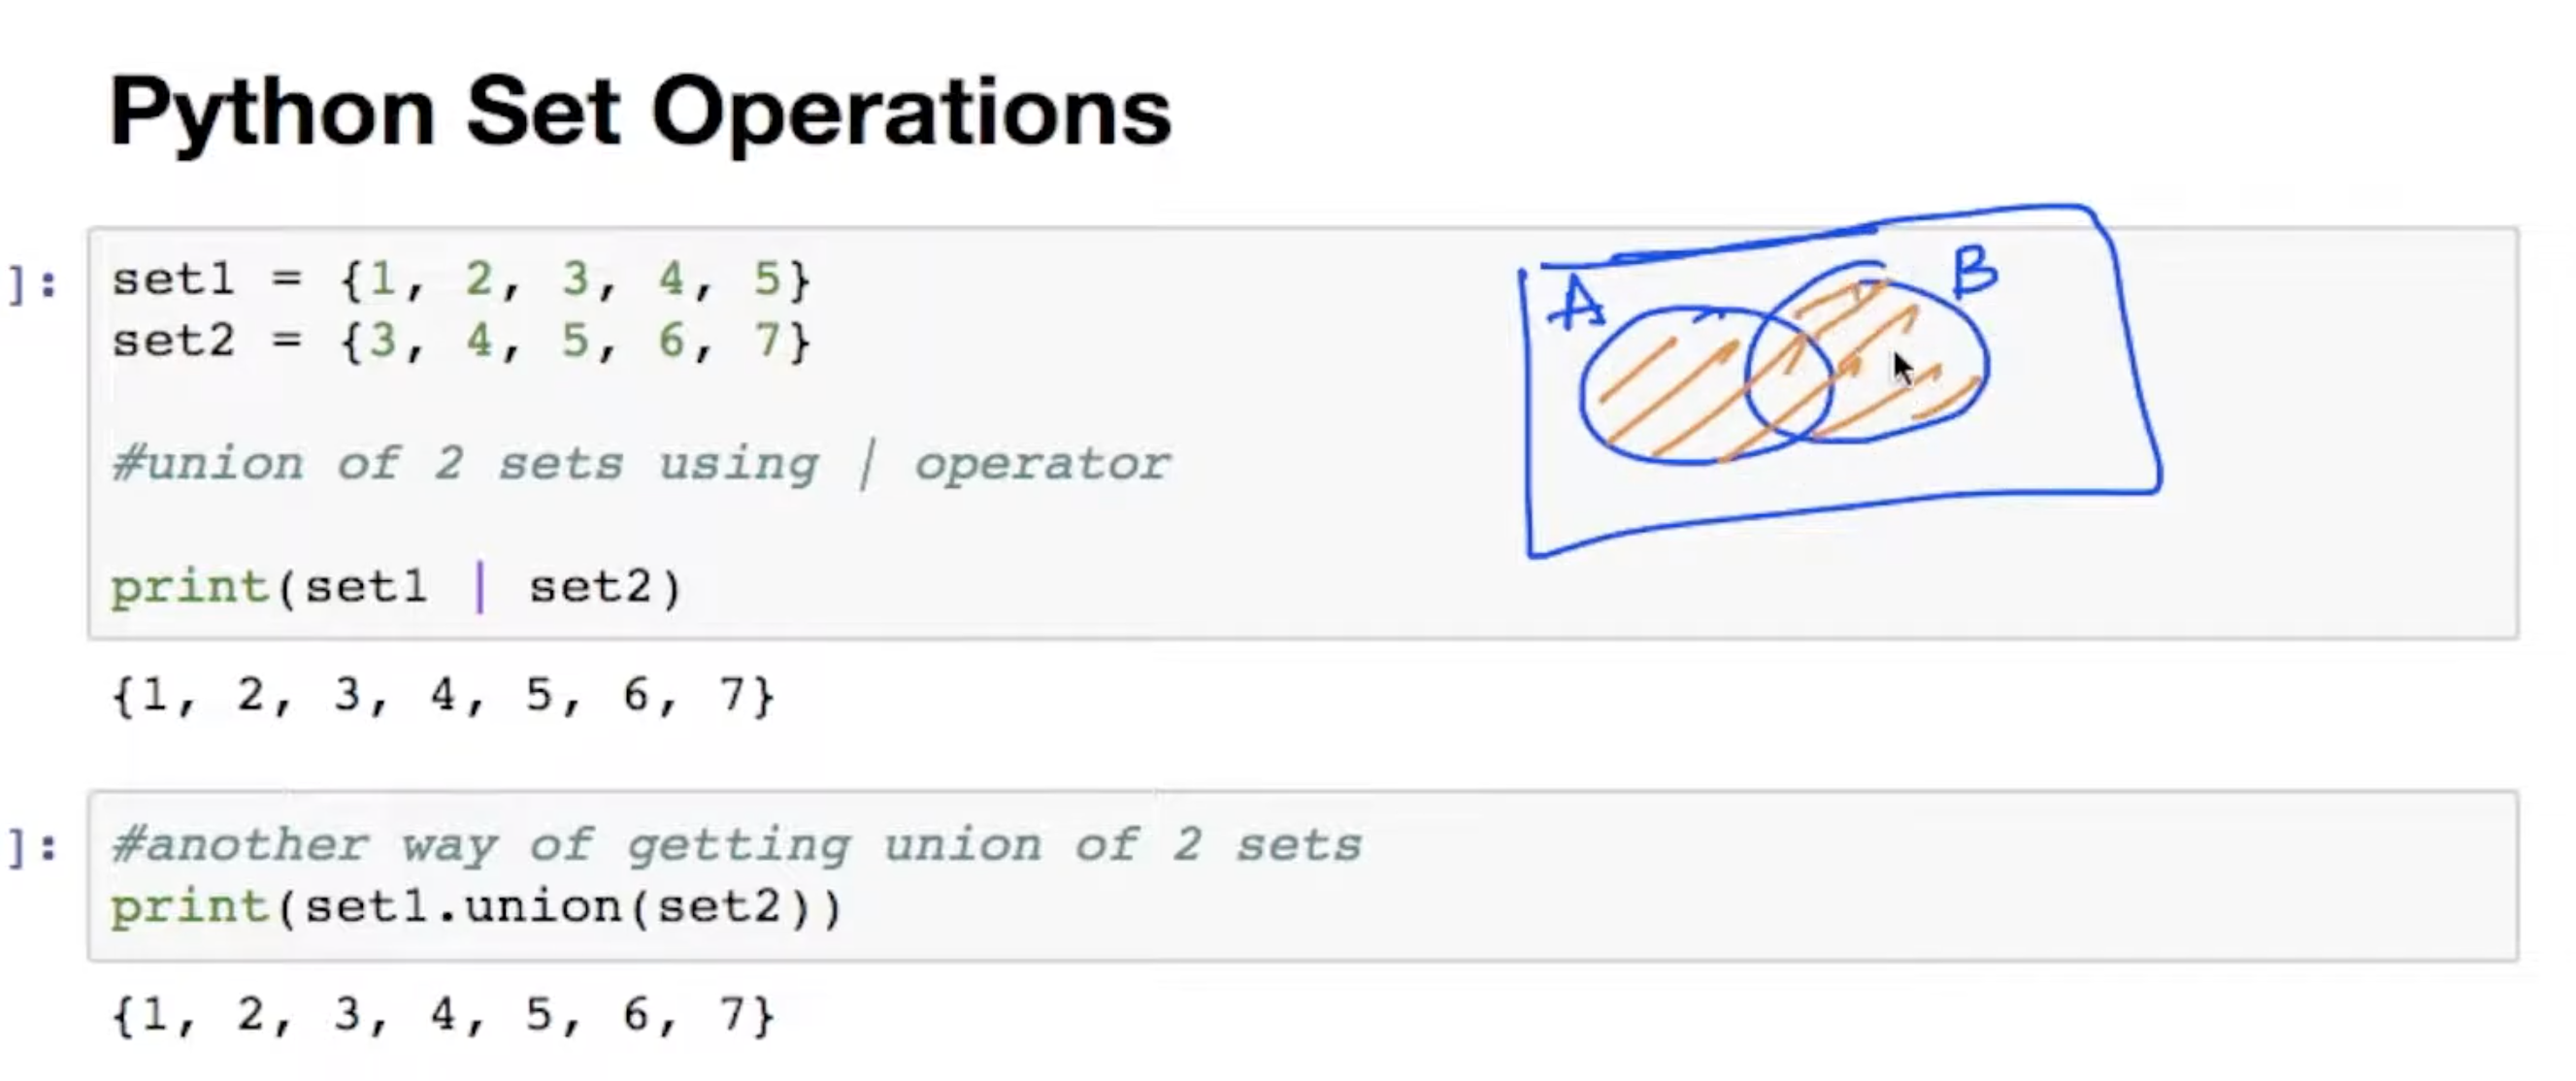 Python Set Operations
]:
set1 = {1, 2, 3, 4, 5}
set2 = {3, 4, 5, 6, 7}
#union of 2 sets using | operator
print(set1 | set2)
A
B
{1, 2, 3, 4, 5, 6, 7}
]:
#another way of getting union of 2 sets
print(set1.union(set2))
{1, 2, 3, 4, 5, 6, 7}